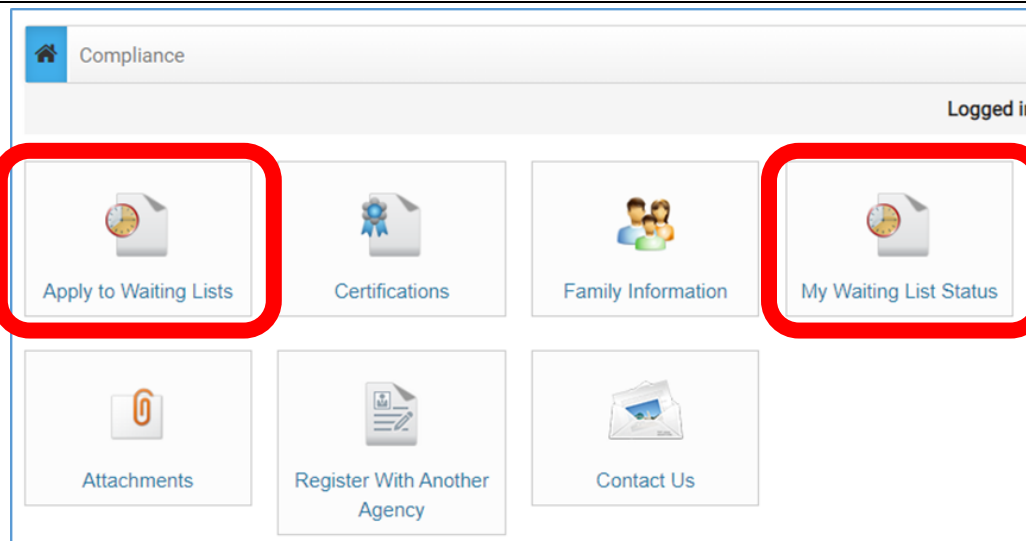 Compliance
Logged in
Apply to Waiting Lists
Certifications
Family Information
My Waiting List Status
Attachments
Register With Another
Agency
Contact Us